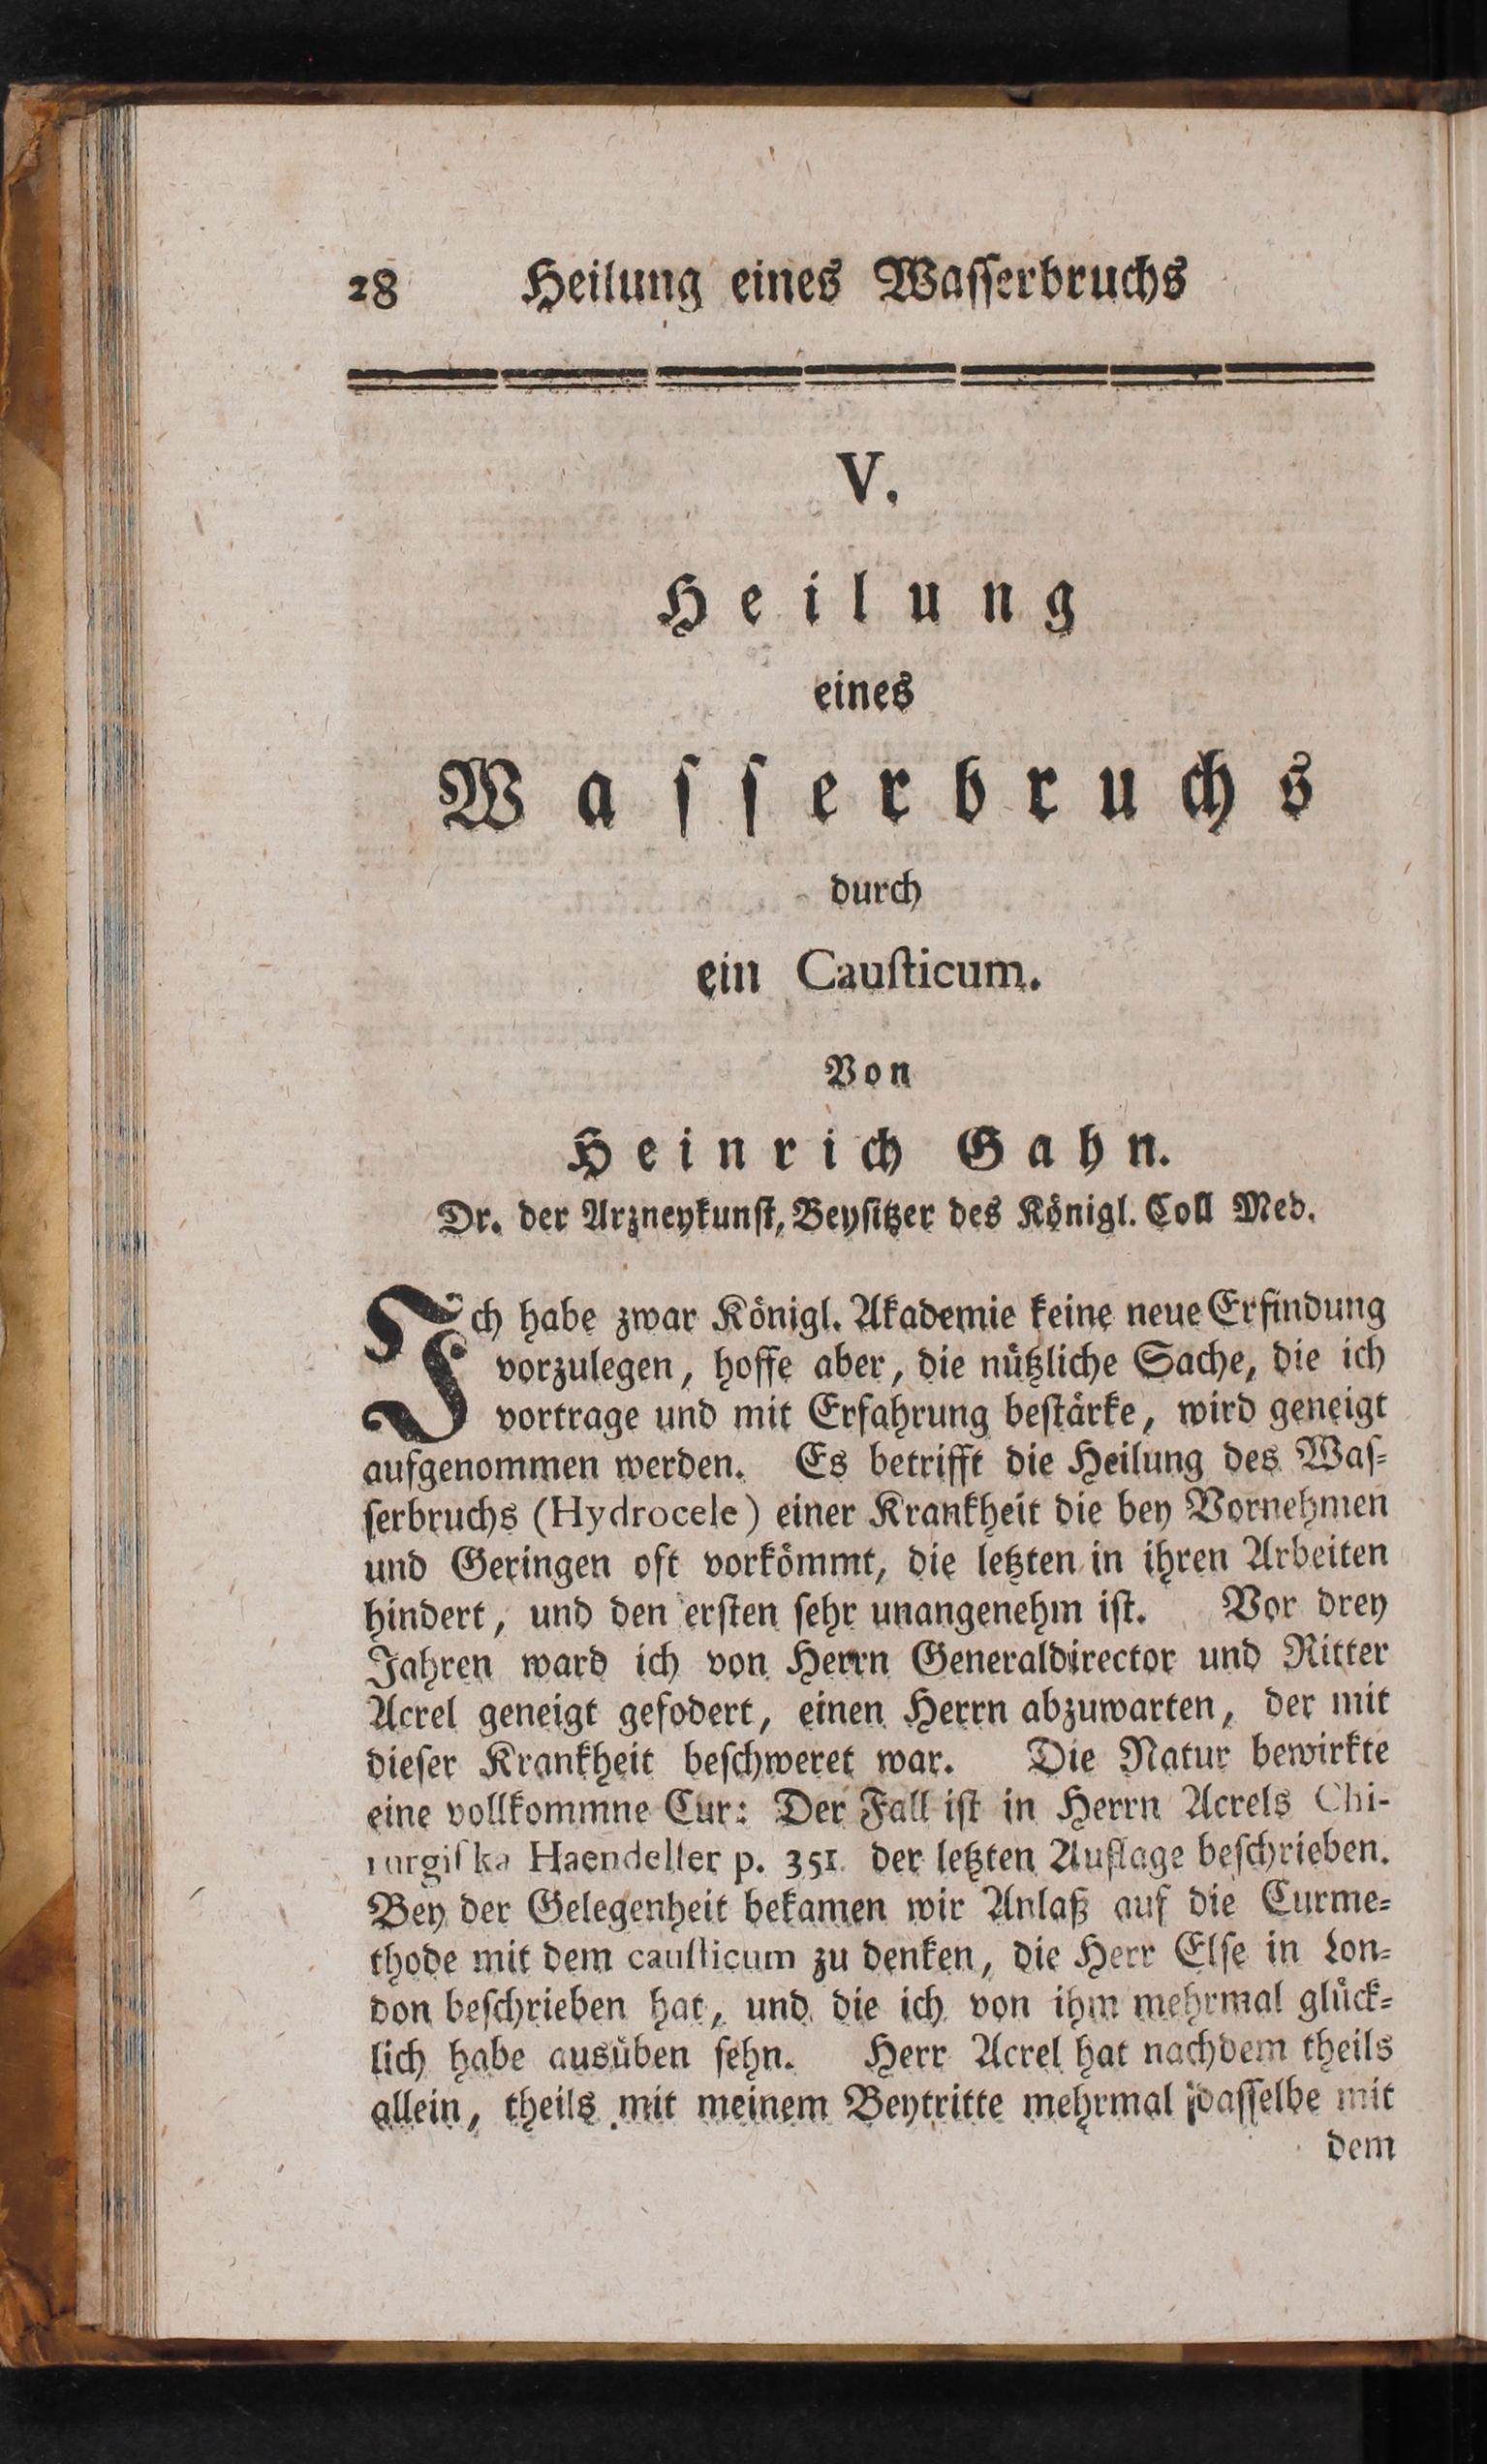 28 Heilung eines Waſſerbruchs
V.
Heilung
eines
Waſſerbruchs
durch
ein Cauſticum.
Von
Heinrich Gahn.
Dr. der Arzneykunſt, Beyſitzer des Königl. Coll Med.
Ich habe zwar Königl. Akademie keine neue Erfindung
vorzulegen, hoffe aber, die nützliche Sache, die ich
vortrage und mit Erfahrung beſtärke, wird geneigt
aufgenommen werden. Es betrifft die Heilung des Waſ-
ſerbruchs (Hydrocele) einer Krankheit die bey Vornehmen
und Geringen oft vorkömmt, die letzten in ihren Arbeiten
hindert, und den erſten ſehr unangenehm iſt. Vor drey
Jahren ward ich von Herrn Generaldirector und Ritter
Acrel geneigt gefodert, einen Herrn abzuwarten, der mit
dieſer Krankheit beſchweret war. Die Natur bewirkte
eine vollkommne Cur: Der Fall iſt in Herrn Acrels Chi-
rurgiſka Haendelſer p. 351. der letzten Auflage beſchrieben.
Bey der Gelegenheit bekamen wir Anlaß auf die Curme-
thode mit dem cauſticum zu denken, die Herr Elſe in Lon-
don beſchrieben hat, und die ich von ihm mehrmal glück-
lich habe ausüben ſehn. Herr Acrel hat nachdem theils
allein, theils mit meinem Beytritte mehrmal daſſelbe mit
dem